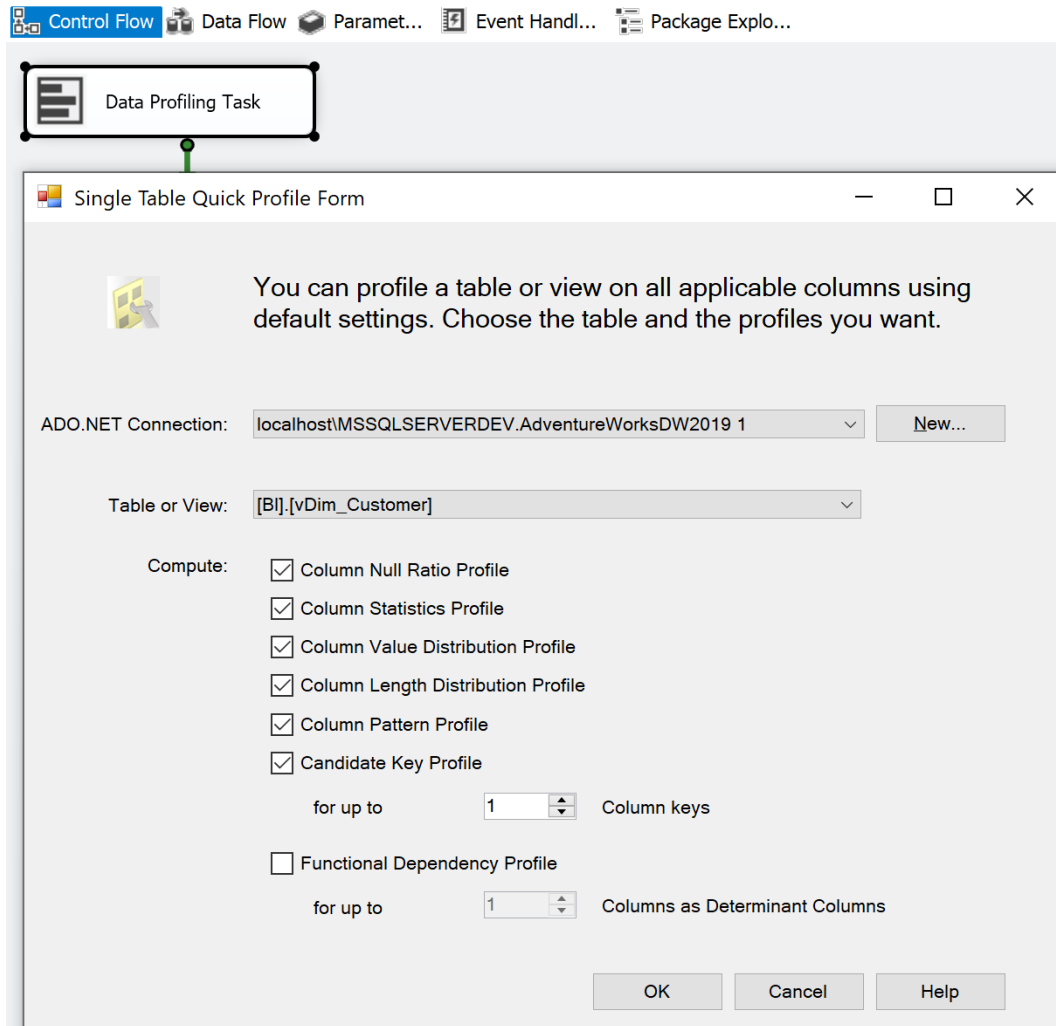 Control Flow Data Flow Paramet... Event Handl... Package Explo...
Data Profiling Task
Single Table Quick Profile Form
You can profile a table or view on all applicable columns using
default settings. Choose the table and the profiles you want.
ADO.NET Connection: localhost\MSSQLSERVERDEV.AdventureWorksDW2019 1 New...
Table or View: [BI].[vDim_Customer]
Compute: Column Null Ratio Profile
Column Statistics Profile
Column Value Distribution Profile
Column Length Distribution Profile
Column Pattern Profile
Candidate Key Profile
for up to 1 Column keys
Functional Dependency Profile
for up to 1 Columns as Determinant Columns
OK Cancel Help